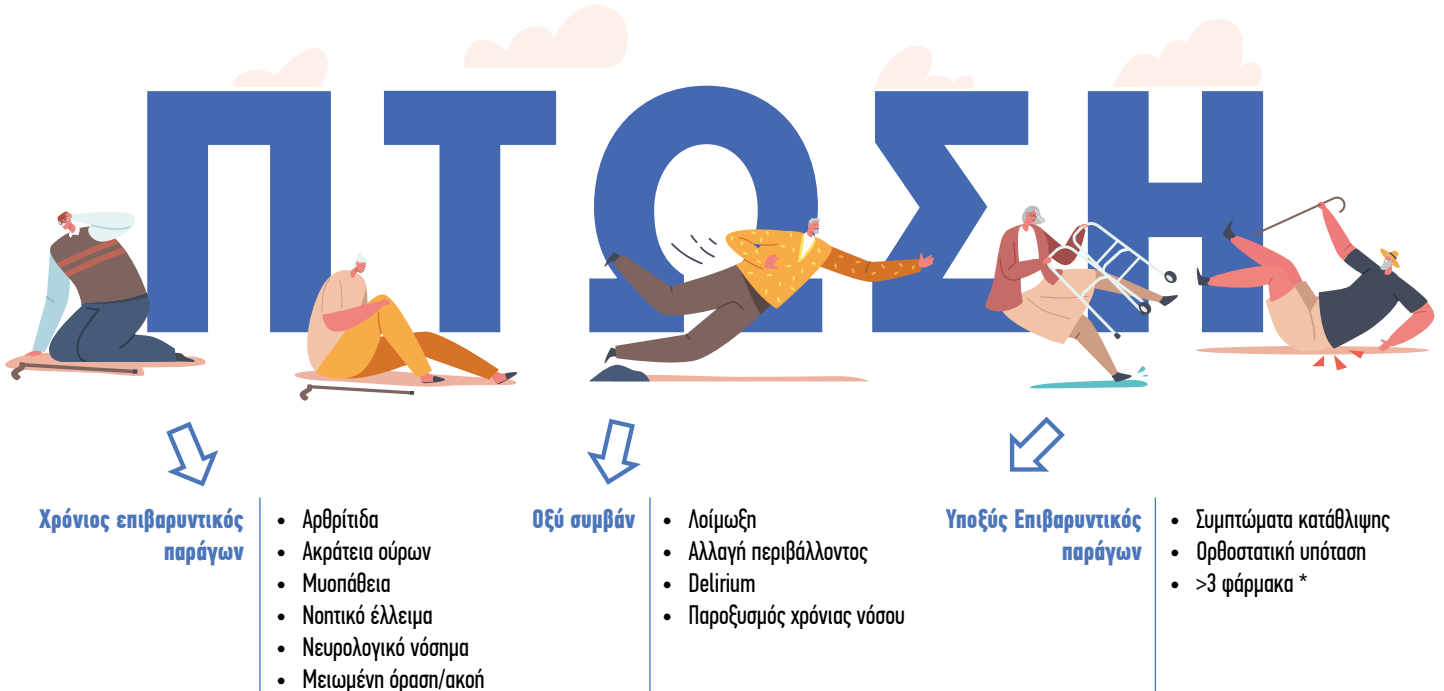 ΠΤΩΣΗ
Χρόνιος επιβαρυντικός
παράγων
• Αρθρίτιδα
• Ακράτεια ούρων
• Μυοπάθεια
• Νοητικό έλλειμα
• Νευρολογικό νόσημα
• Μειωμένη όραση/ακοή
Οξύ συμβάν
• Λοίμωξη
• Αλλαγή περιβάλλοντος
• Delirium
• Παροξυσμός χρόνιας νόσου
Υποξύς Επιβαρυντικός
παράγων
• Συμπτώματα κατάθλιψης
• Ορθοστατική υπόταση
• >3 φάρμακα *